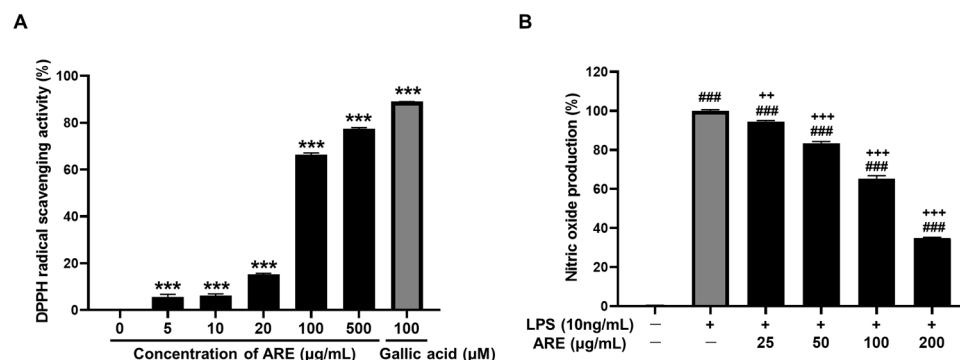 A
DPPH radical scavenging activity (%)
100
80
60
40
20
0
*** *** *** *** *** ***
0 5 10 20 100 500 100
Concentration of ARE (μg/mL) Gallic acid (μM)
B
Nitric oxide production (%)
120
100
80
60
40
20
0
### 
++
###
+++
###
+++
###
+++
###
LPS (10ng/mL) — + + + + +
ARE (μg/mL) — — 25 50 100 200